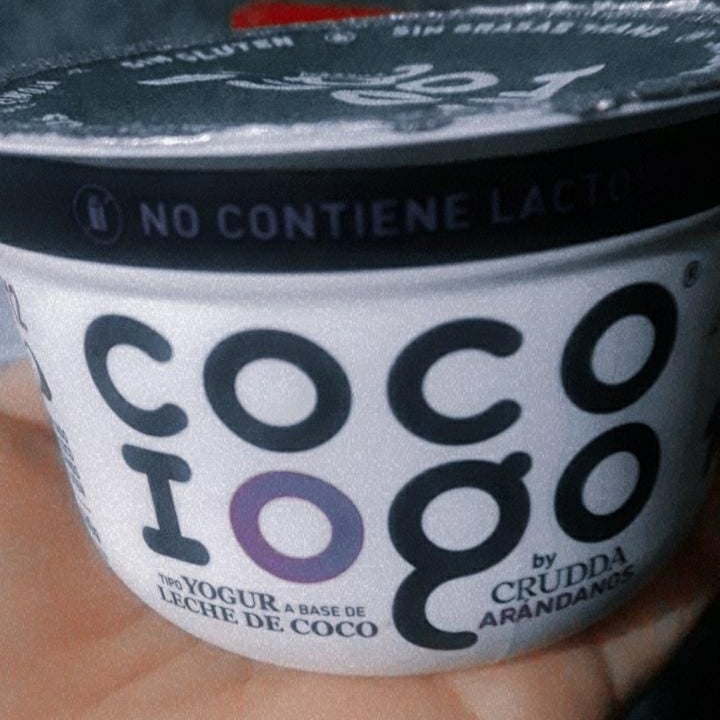 SIN GLUTEN
SIN GRASAS TRANS
NO CONTIENE LACTO
COCO®
IOgO
by
CRUDDA
ARÁNDANOS
TIPO YOGUR A BASE DE
LECHE DE COCO